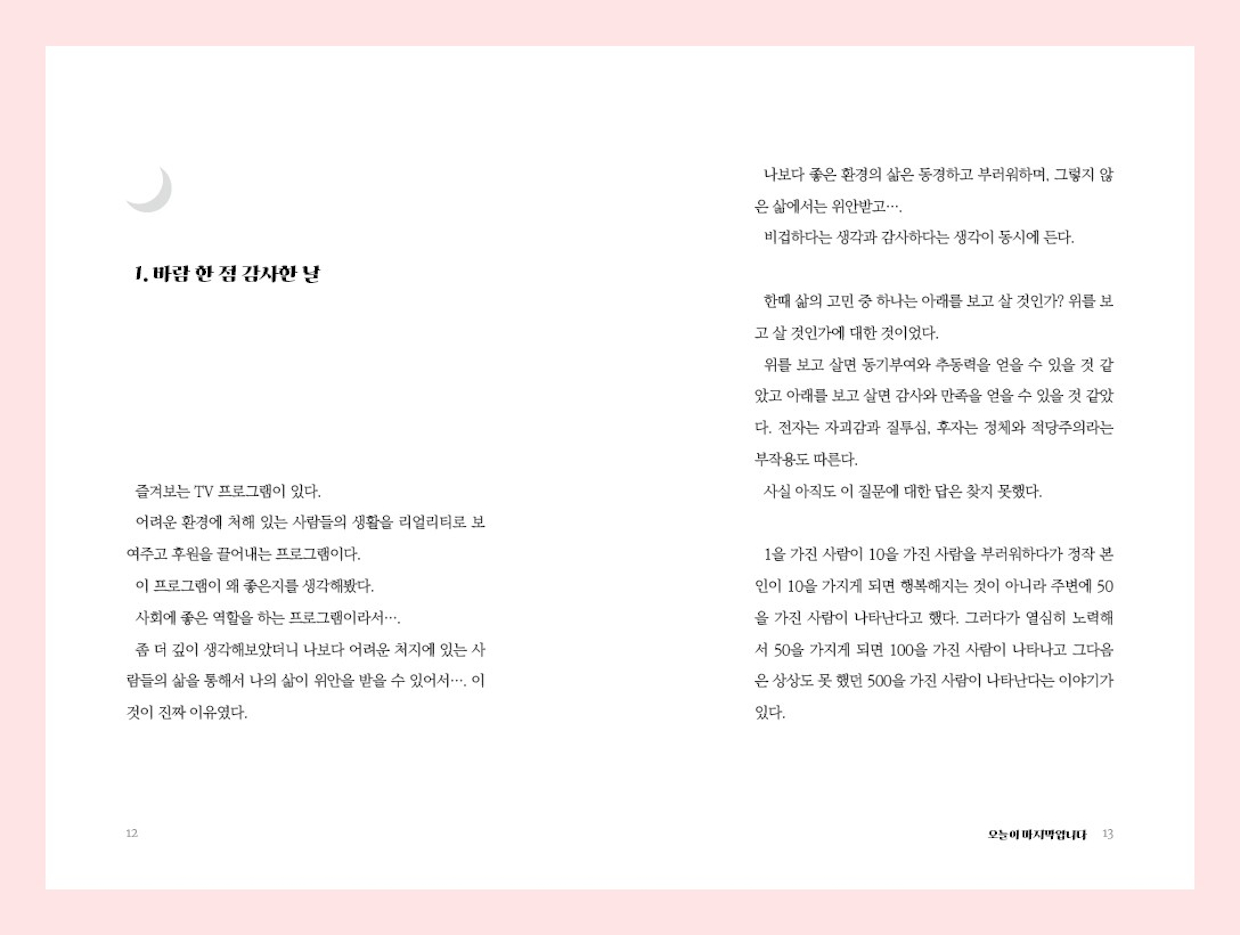 1. 바람 한 점 감사한 날
즐겨보는 TV 프로그램이 있다.
어려운 환경에 처해 있는 사람들의 생활을 리얼리티로 보
여주고 후원을 끌어내는 프로그램이다.
이 프로그램이 왜 좋은지를 생각해봤다.
사회에 좋은 역할을 하는 프로그램이라서….
좀 더 깊이 생각해보았더니 나보다 어려운 처지에 있는 사
람들의 삶을 통해서 나의 삶이 위안을 받을 수 있어서…. 이
것이 진짜 이유였다.
12
나보다 좋은 환경의 삶은 동경하고 부러워하며, 그렇지 않
은 삶에서는 위안받고….
비겁하다는 생각과 감사하다는 생각이 동시에 든다.
한때 삶의 고민 중 하나는 아래를 보고 살 것인가? 위를 보
고 살 것인가에 대한 것이었다.
위를 보고 살면 동기부여와 추동력을 얻을 수 있을 것 같
았고 아래를 보고 살면 감사와 만족을 얻을 수 있을 것 같았
다. 전자는 자괴감과 질투심, 후자는 정체와 적당주의라는
부작용도 따른다.
사실 아직도 이 질문에 대한 답은 찾지 못했다.
1을 가진 사람이 10을 가진 사람을 부러워하다가 정작 본
인이 10을 가지게 되면 행복해지는 것이 아니라 주변에 50
을 가진 사람이 나타난다고 했다. 그러다가 열심히 노력해
서 50을 가지게 되면 100을 가진 사람이 나타나고 그다음
은 상상도 못 했던 500을 가진 사람이 나타난다는 이야기가
있다.
오늘이 마지막입니다 13